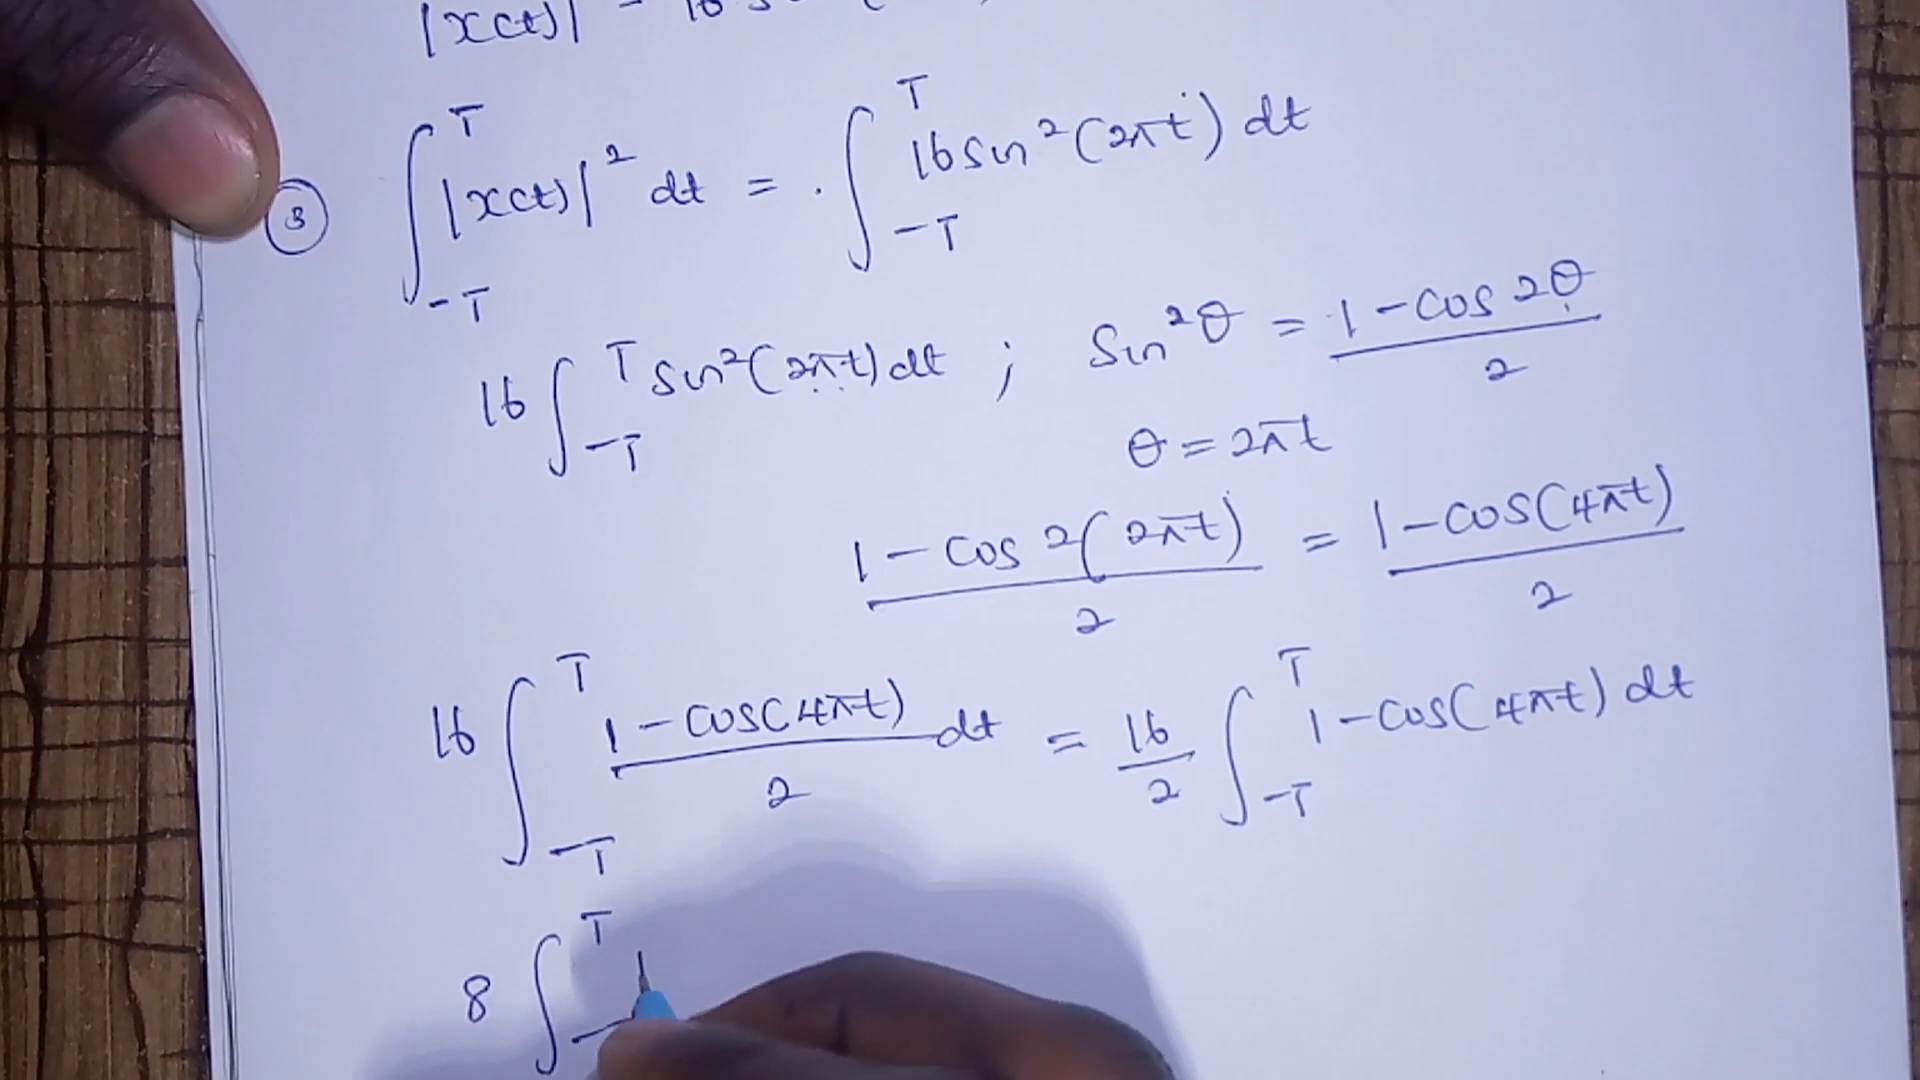 |x(t)| = 16 s
③ ∫_{-T}^{T} |x(t)|² dt = . ∫_{-T}^{T} 16 sin²(2πt) dt
16 ∫_{-T}^{T} sin²(2πt) dt ; Sin²θ = (1 - Cos 2θ)/2
θ = 2πt
(1 - Cos 2(2πt))/2 = (1 - COS(4πt))/2
16 ∫_{-T}^{T} (1 - COS(4πt))/2 dt = 16/2 ∫_{-T}^{T} 1 - Cos(4πt) dt
8 ∫^{T}